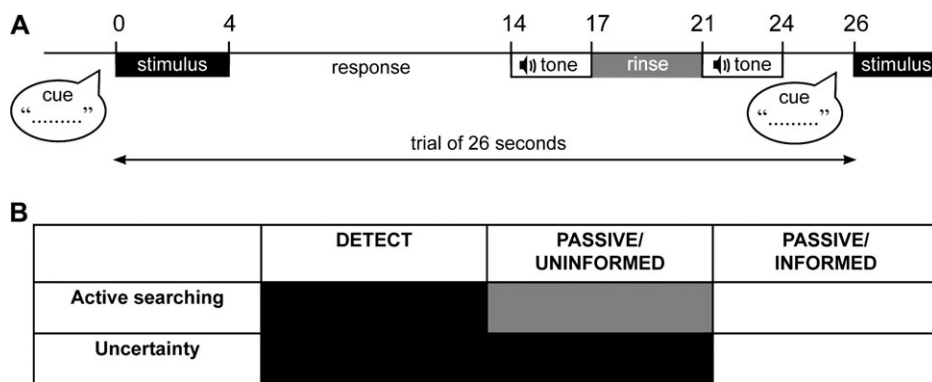 A
0 4 14 17 21 24 26
stimulus response tone rinse tone stimulus
cue
“.........”
cue
“.........”
trial of 26 seconds
B
DETECT PASSIVE/ PASSIVE/
UNINFORMED INFORMED
Active searching
Uncertainty